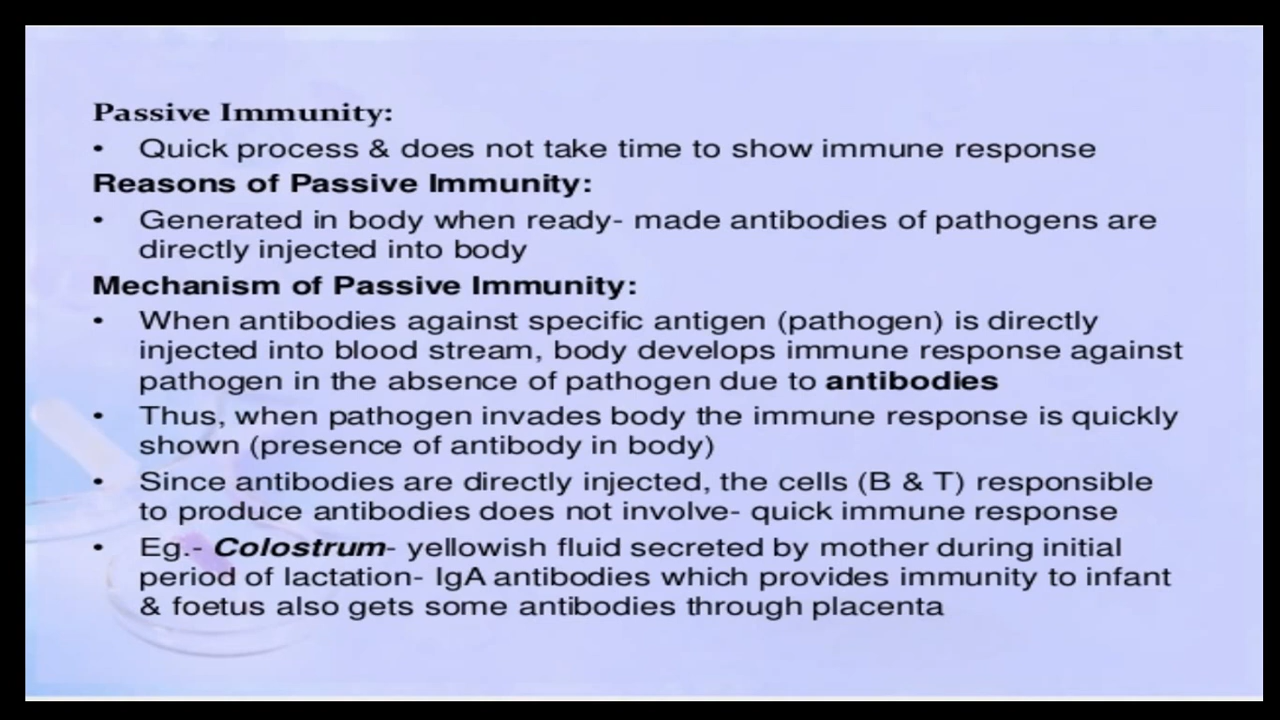 Passive Immunity:
• Quick process & does not take time to show immune response
Reasons of Passive Immunity:
• Generated in body when ready- made antibodies of pathogens are
directly injected into body
Mechanism of Passive Immunity:
• When antibodies against specific antigen (pathogen) is directly
injected into blood stream, body develops immune response against
pathogen in the absence of pathogen due to antibodies
• Thus, when pathogen invades body the immune response is quickly
shown (presence of antibody in body)
• Since antibodies are directly injected, the cells (B & T) responsible
to produce antibodies does not involve- quick immune response
• Eg.- Colostrum- yellowish fluid secreted by mother during initial
period of lactation- IgA antibodies which provides immunity to infant
& foetus also gets some antibodies through placenta